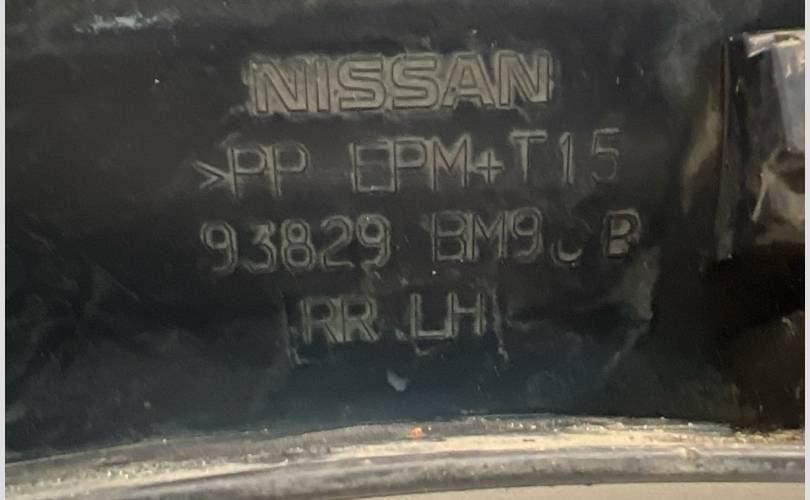 NISSAN
>PP EPM+T15
93829
RR LH